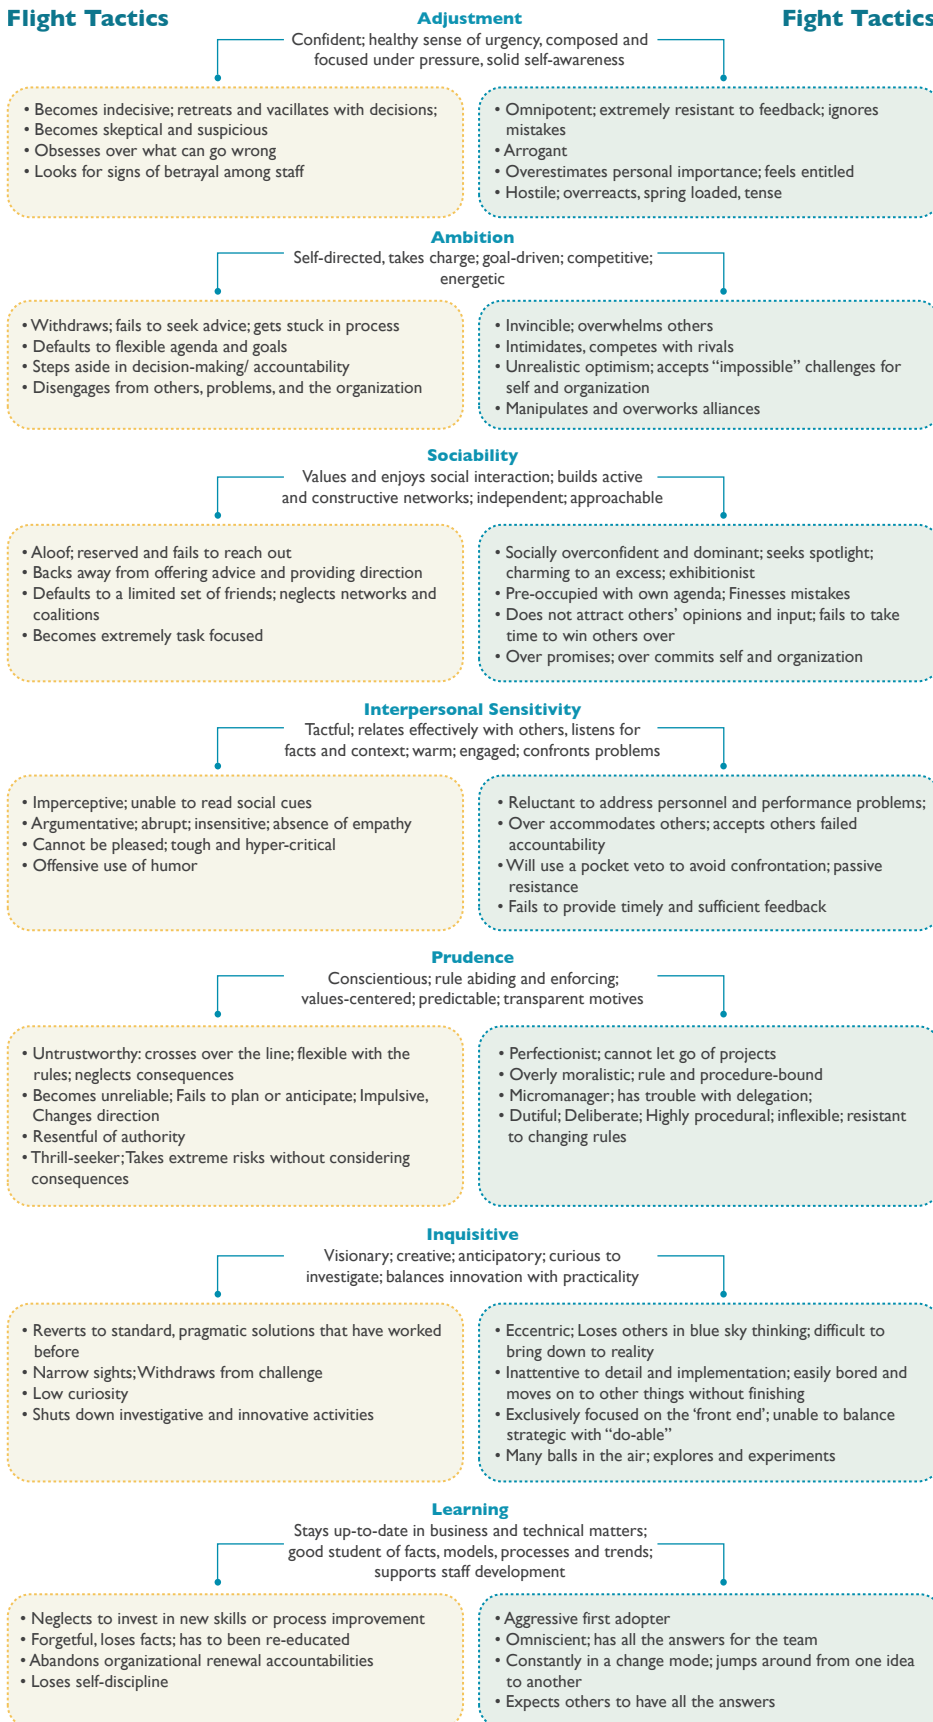 Flight Tactics
Fight Tactics
Adjustment
Confident; healthy sense of urgency, composed and
focused under pressure, solid self-awareness
• Becomes indecisive; retreats and vacillates with decisions;
• Becomes skeptical and suspicious
• Obsesses over what can go wrong
• Looks for signs of betrayal among staff
• Omnipotent; extremely resistant to feedback; ignores
mistakes
• Arrogant
• Overestimates personal importance; feels entitled
• Hostile; overreacts, spring loaded, tense
Ambition
Self-directed, takes charge; goal-driven; competitive;
energetic
• Withdraws; fails to seek advice; gets stuck in process
• Defaults to flexible agenda and goals
• Steps aside in decision-making/ accountability
• Disengages from others, problems, and the organization
• Invincible; overwhelms others
• Intimidates, competes with rivals
• Unrealistic optimism; accepts “impossible” challenges for
self and organization
• Manipulates and overworks alliances
Sociability
Values and enjoys social interaction; builds active
and constructive networks; independent; approachable
• Aloof; reserved and fails to reach out
• Backs away from offering advice and providing direction
• Defaults to a limited set of friends; neglects networks and
coalitions
• Becomes extremely task focused
• Socially overconfident and dominant; seeks spotlight;
charming to an excess; exhibitionist
• Pre-occupied with own agenda; Finesses mistakes
• Does not attract others’ opinions and input; fails to take
time to win others over
• Over promises; over commits self and organization
Interpersonal Sensitivity
Tactful; relates effectively with others, listens for
facts and context; warm; engaged; confronts problems
• Imperceptive; unable to read social cues
• Argumentative; abrupt; insensitive; absence of empathy
• Cannot be pleased; tough and hyper-critical
• Offensive use of humor
• Reluctant to address personnel and performance problems;
• Over accommodates others; accepts others failed
accountability
• Will use a pocket veto to avoid confrontation; passive
resistance
• Fails to provide timely and sufficient feedback
Prudence
Conscientious; rule abiding and enforcing;
values-centered; predictable; transparent motives
• Untrustworthy: crosses over the line; flexible with the
rules; neglects consequences
• Becomes unreliable; Fails to plan or anticipate; Impulsive,
Changes direction
• Resentful of authority
• Thrill-seeker; Takes extreme risks without considering
consequences
• Perfectionist; cannot let go of projects
• Overly moralistic; rule and procedure-bound
• Micromanager; has trouble with delegation;
• Dutiful; Deliberate; Highly procedural; inflexible; resistant
to changing rules
Inquisitive
Visionary; creative; anticipatory; curious to
investigate; balances innovation with practicality
• Reverts to standard, pragmatic solutions that have worked
before
• Narrow sights; Withdraws from challenge
• Low curiosity
• Shuts down investigative and innovative activities
• Eccentric; Loses others in blue sky thinking; difficult to
bring down to reality
• Inattentive to detail and implementation; easily bored and
moves on to other things without finishing
• Exclusively focused on the ‘front end’; unable to balance
strategic with “do-able”
• Many balls in the air; explores and experiments
Learning
Stays up-to-date in business and technical matters;
good student of facts, models, processes and trends;
supports staff development
• Neglects to invest in new skills or process improvement
• Forgetful, loses facts; has to been re-educated
• Abandons organizational renewal accountabilities
• Loses self-discipline
• Aggressive first adopter
• Omniscient; has all the answers for the team
• Constantly in a change mode; jumps around from one idea
to another
• Expects others to have all the answers